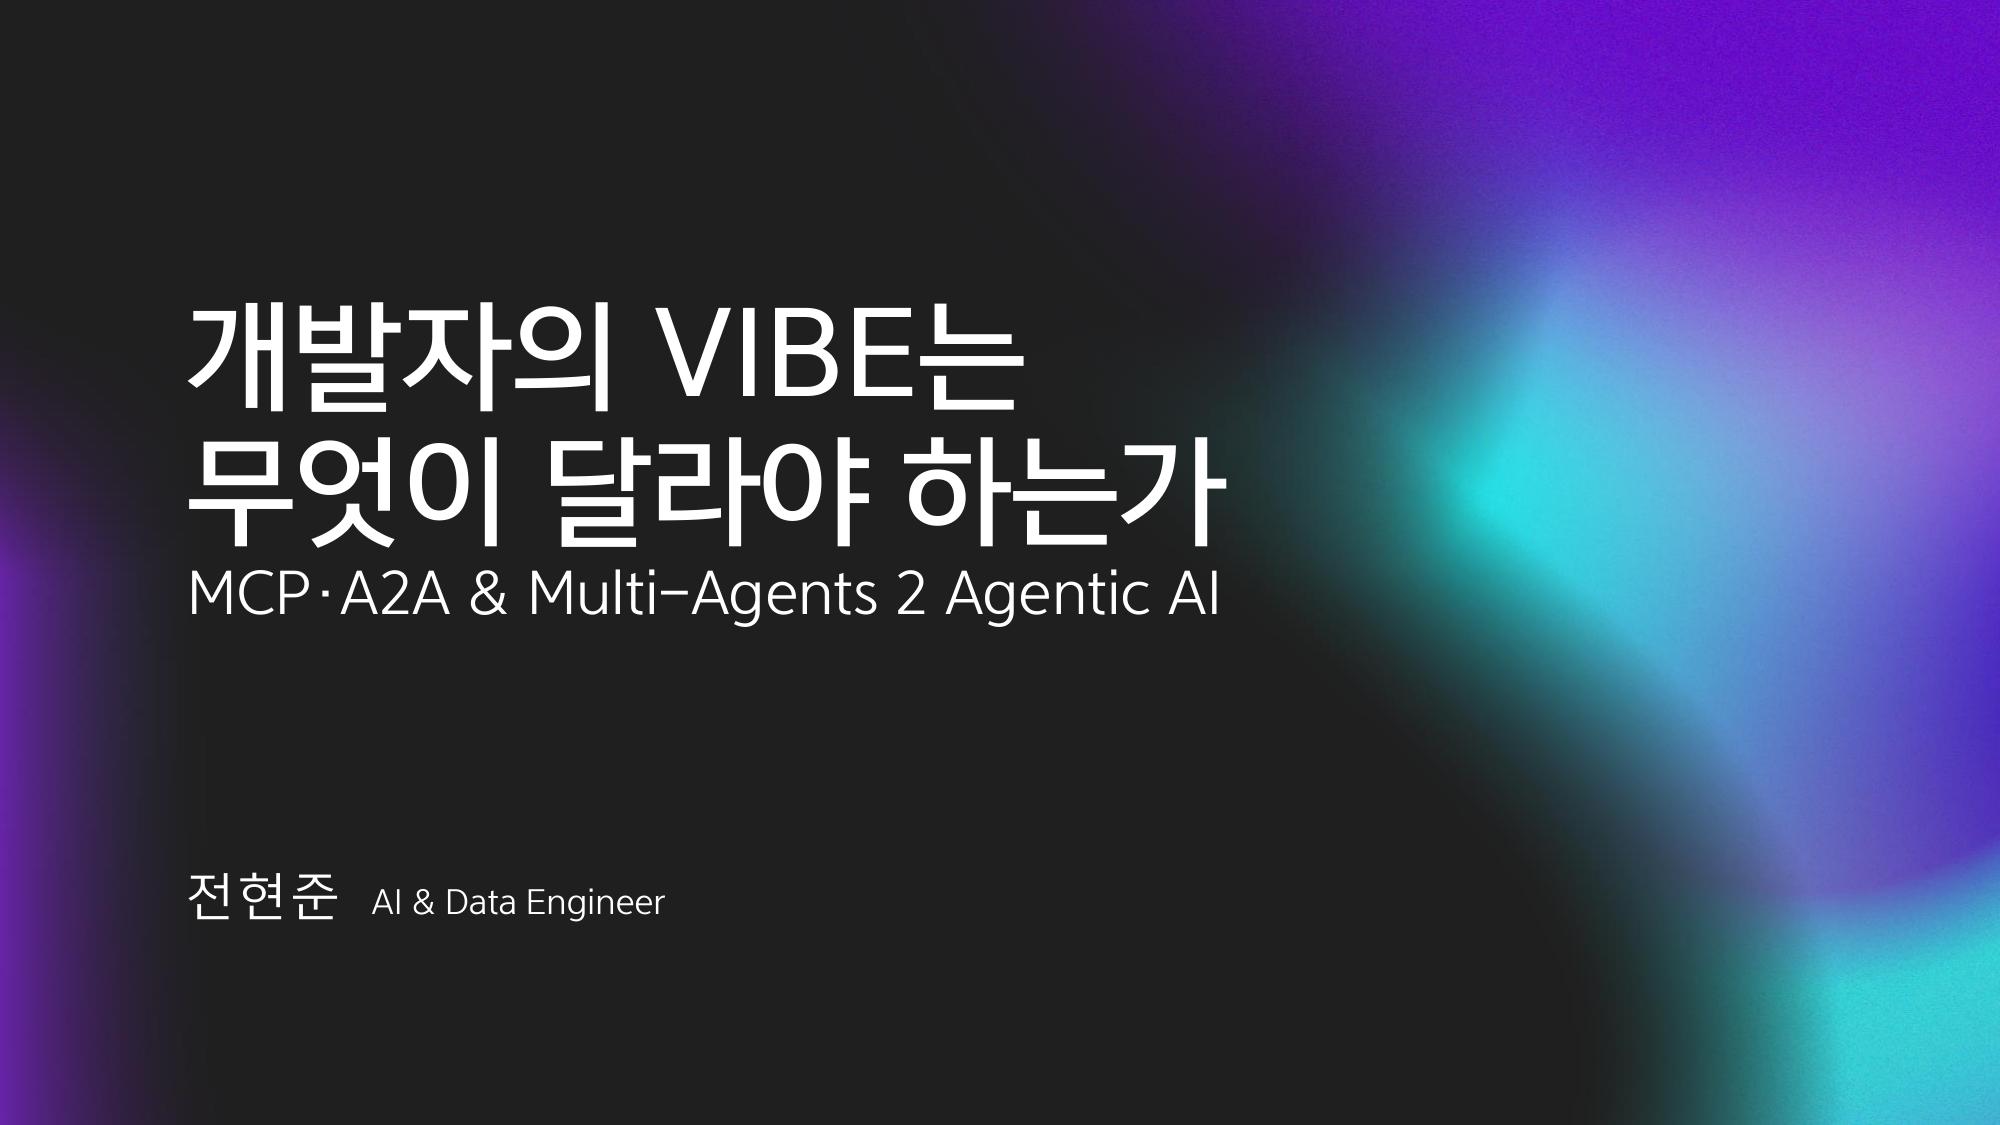 개발자의 VIBE는
무엇이 달라야 하는가
MCP·A2A & Multi-Agents 2 Agentic AI
전현준 AI & Data Engineer